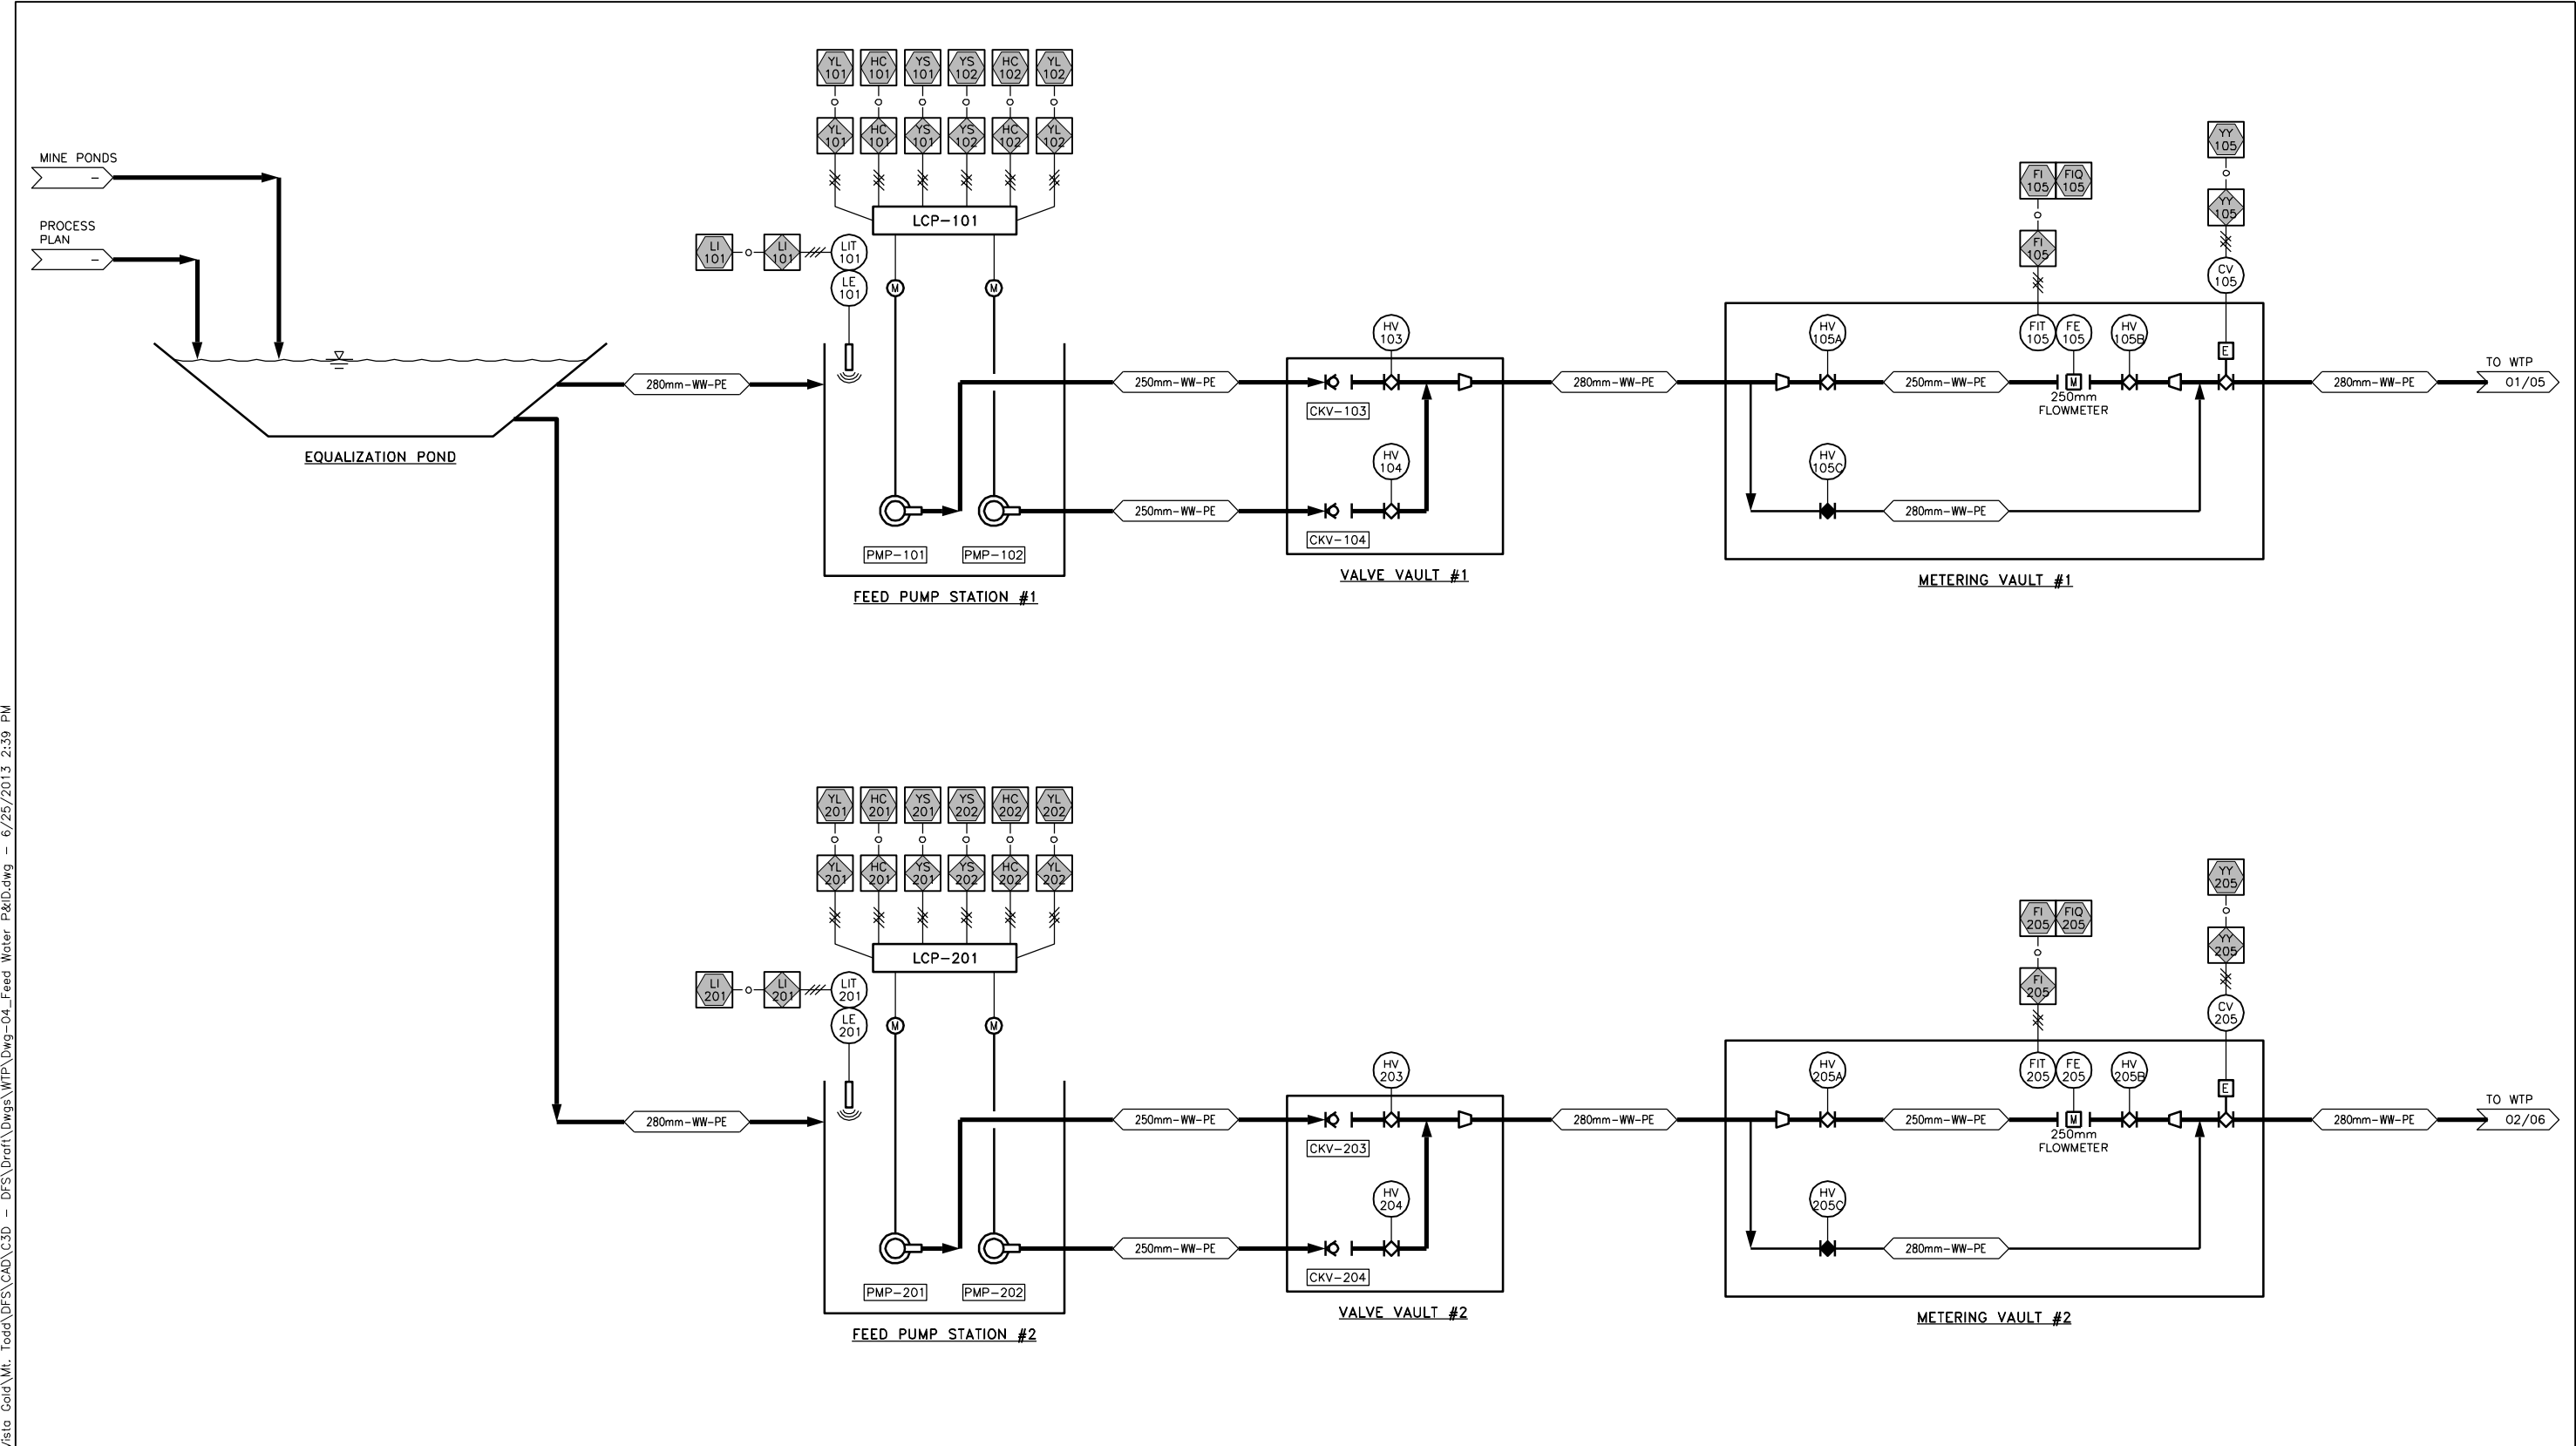 YL HC YS YS HC YL
101 101 101 102 102 102
YL HC YS YS HC YL
101 101 101 102 102 102
YY
105
MINE PONDS
–
FI FIQ
105 105
YY
105
PROCESS
PLAN
–
LCP-101
LI LI LIT
101 101 101
FI
105
CV
105
LE
101
M M
HV
103
HV
105A
FIT FE HV
105 105 105B
E
TO WTP
01/05
280mm-WW-PE
250mm-WW-PE
280mm-WW-PE
250mm-WW-PE
M
280mm-WW-PE
250mm
FLOWMETER
CKV-103
EQUALIZATION POND
HV
104
HV
105C
250mm-WW-PE
280mm-WW-PE
CKV-104
PMP-101 PMP-102
VALVE VAULT #1
METERING VAULT #1
FEED PUMP STATION #1
YL HC YS YS HC YL
201 201 201 202 202 202
YL HC YS YS HC YL
201 201 201 202 202 202
YY
205
FI FIQ
205 205
YY
205
LCP-201
LI LI LIT
201 201 201
FI
205
CV
205
LE
201
M M
HV
203
HV
205A
FIT FE HV
205 205 205B
E
TO WTP
02/06
280mm-WW-PE
250mm-WW-PE
280mm-WW-PE
250mm-WW-PE
M
280mm-WW-PE
250mm
FLOWMETER
CKV-203
HV
204
HV
205C
250mm-WW-PE
280mm-WW-PE
CKV-204
PMP-201 PMP-202
VALVE VAULT #2
METERING VAULT #2
FEED PUMP STATION #2
Gold\Mt. Todd\DFS\CAD\C3D - DFS\Draft\Dwgs\WTP\Dwg-04_Feed Water P&ID.dwg - 6/25/2013 2:39 PM